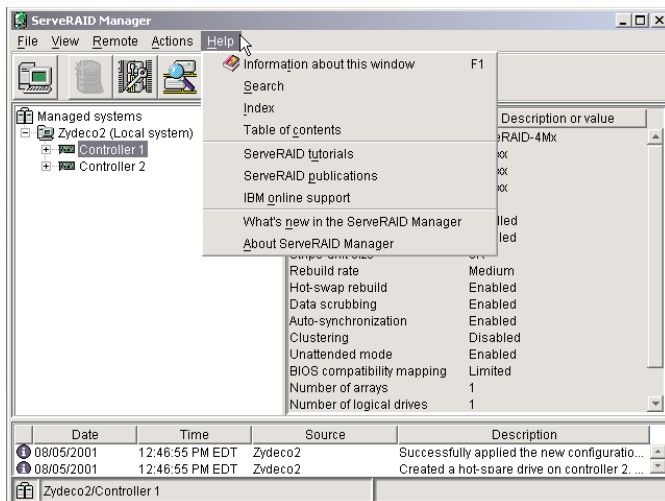 ServeRAID Manager
File View Remote Actions Help
Information about this window F1
Search
Index
Table of contents
ServeRAID tutorials
ServeRAID publications
IBM online support
What's new in the ServeRAID Manager
About ServeRAID Manager
Managed systems
Zydeco2 (Local system)
Controller 1
Controller 2
Description or value
Rebuild rate Medium
Hot-swap rebuild Enabled
Data scrubbing Enabled
Auto-synchronization Enabled
Clustering Disabled
Unattended mode Enabled
BIOS compatibility mapping Limited
Number of arrays 1
Number of logical drives 1
Date Time Source Description
08/05/2001 12:46:55 PM EDT Zydeco2 Successfully applied the new configuratio...
08/05/2001 12:46:55 PM EDT Zydeco2 Created a hot-spare drive on controller 2. ...
Zydeco2/Controller 1